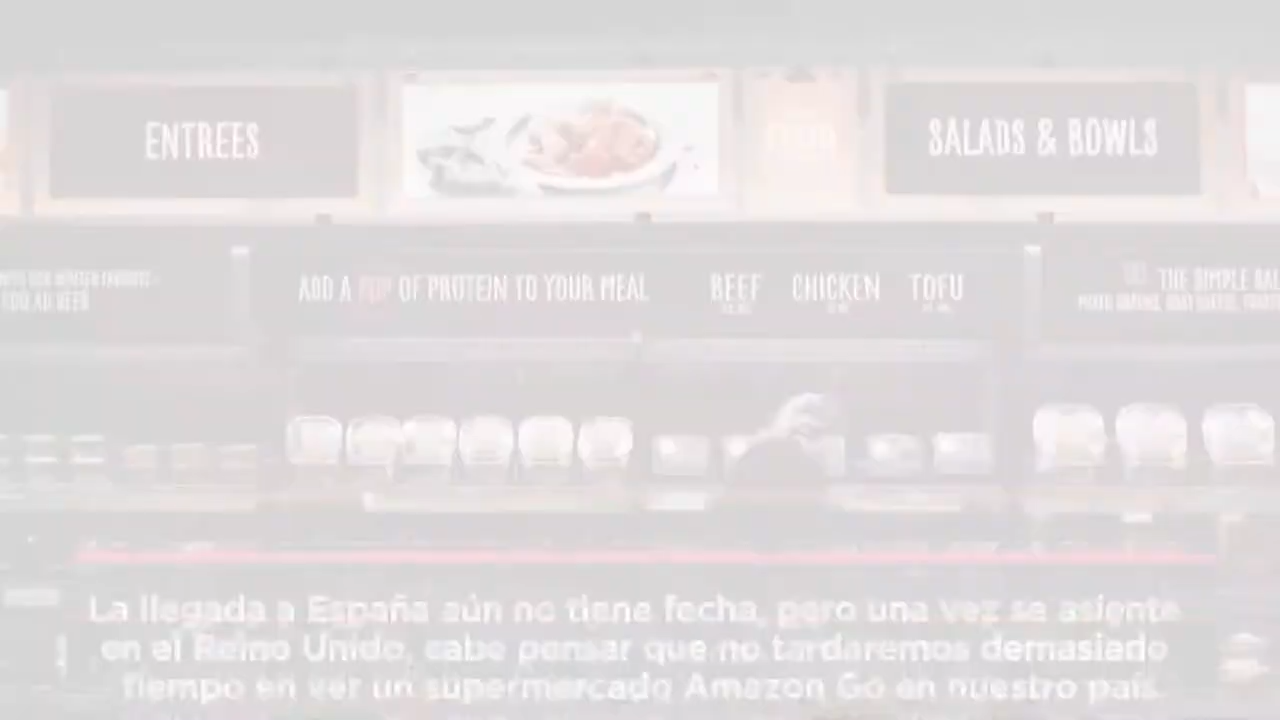 ENTREES
SALADS & BOWLS
ADD A POP OF PROTEIN TO YOUR MEAL
BEEF CHICKEN TOFU
THE SIMPLE
La llegada a España aún no tiene fecha, pero una vez se asiente
en el Reino Unido, cabe pensar que no tardaremos demasiado
tiempo en ver un supermercado Amazon Go en nuestro país.